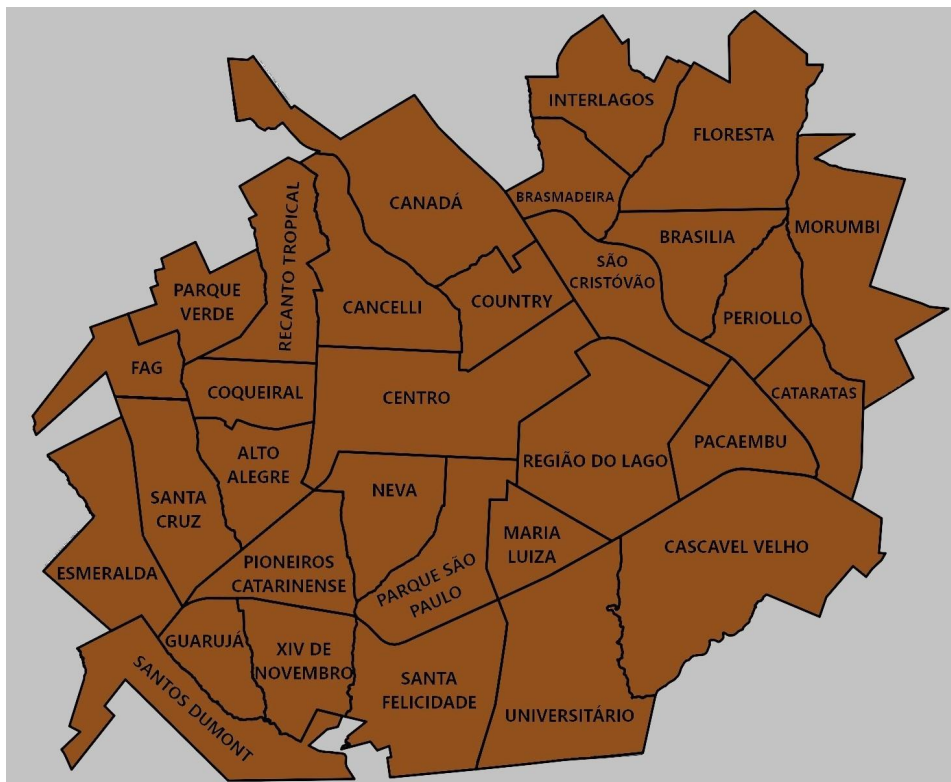 INTERLAGOS
FLORESTA
BRASMADEIRA
CANADÁ
RECANTO TROPICAL
BRASILIA
MORUMBI
SÃO
CRISTÓVÃO
PARQUE
VERDE
CANCELLI
COUNTRY
PERIOLLO
FAG
COQUEIRAL
CENTRO
CATARATAS
ALTO
ALEGRE
REGIÃO DO LAGO
PACAEMBU
NEVA
SANTA
CRUZ
MARIA
LUIZA
CASCAVEL VELHO
ESMERALDA
PIONEIROS
CATARINENSE
PARQUE SÃO
PAULO
GUARUJÁ
XIV DE
NOVEMBRO
SANTA
FELICIDADE
SANTOS DUMONT
UNIVERSITÁRIO